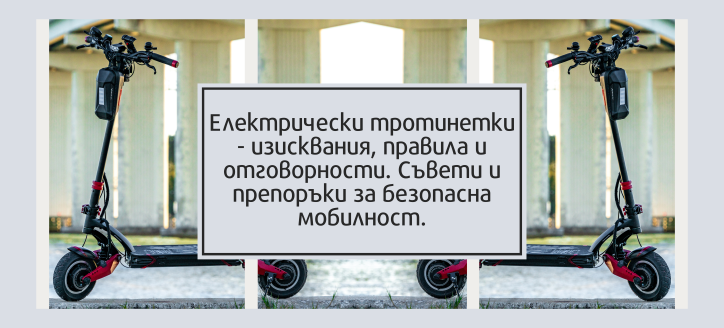 Електрически тротинетки
- изисквания, правила и
отговорности. Съвети и
препоръки за безопасна
мобилност.